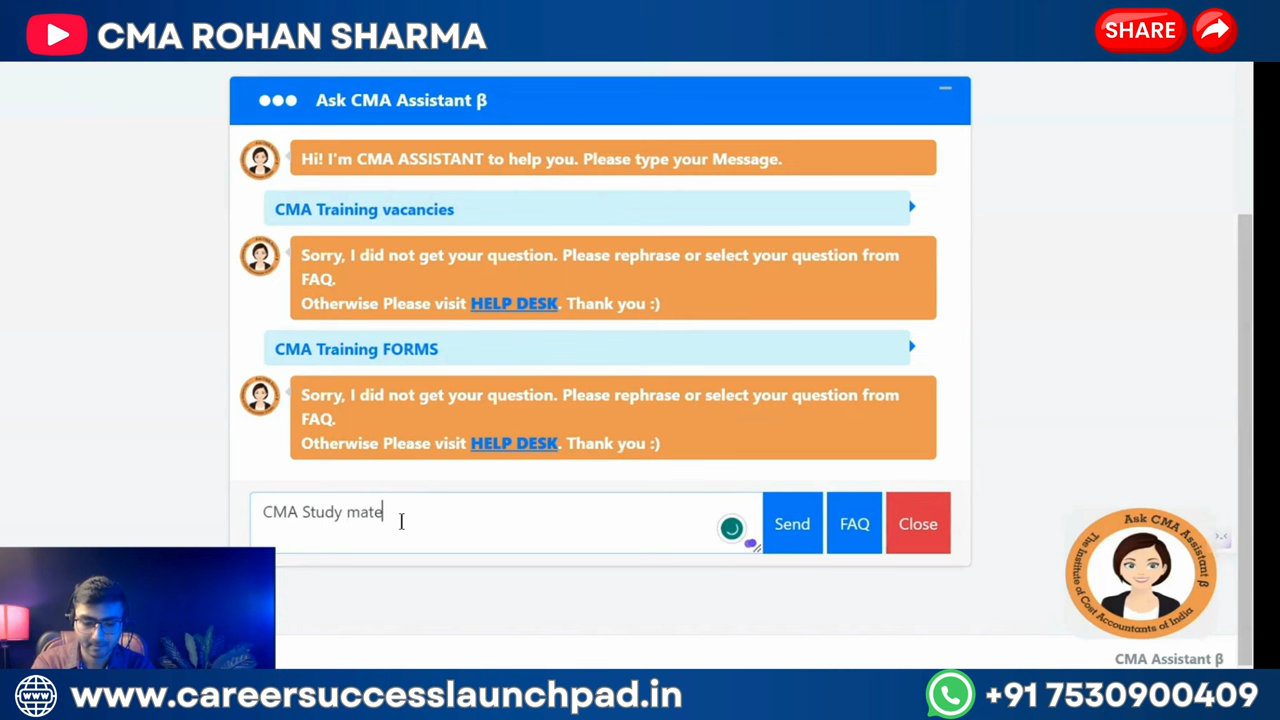 CMA ROHAN SHARMA
SHARE
Ask CMA Assistant β
Hi! I'm CMA ASSISTANT to help you. Please type your Message.
CMA Training vacancies
Sorry, I did not get your question. Please rephrase or select your question from
FAQ.
Otherwise Please visit HELP DESK. Thank you :)
CMA Training FORMS
Sorry, I did not get your question. Please rephrase or select your question from
FAQ.
Otherwise Please visit HELP DESK. Thank you :)
CMA Study mate
Send
FAQ
Close
Ask CMA Assistant β
The Institute of Cost Accountants of India
CMA Assistant β
WWW
www.careersuccesslaunchpad.in
+91 7530900409